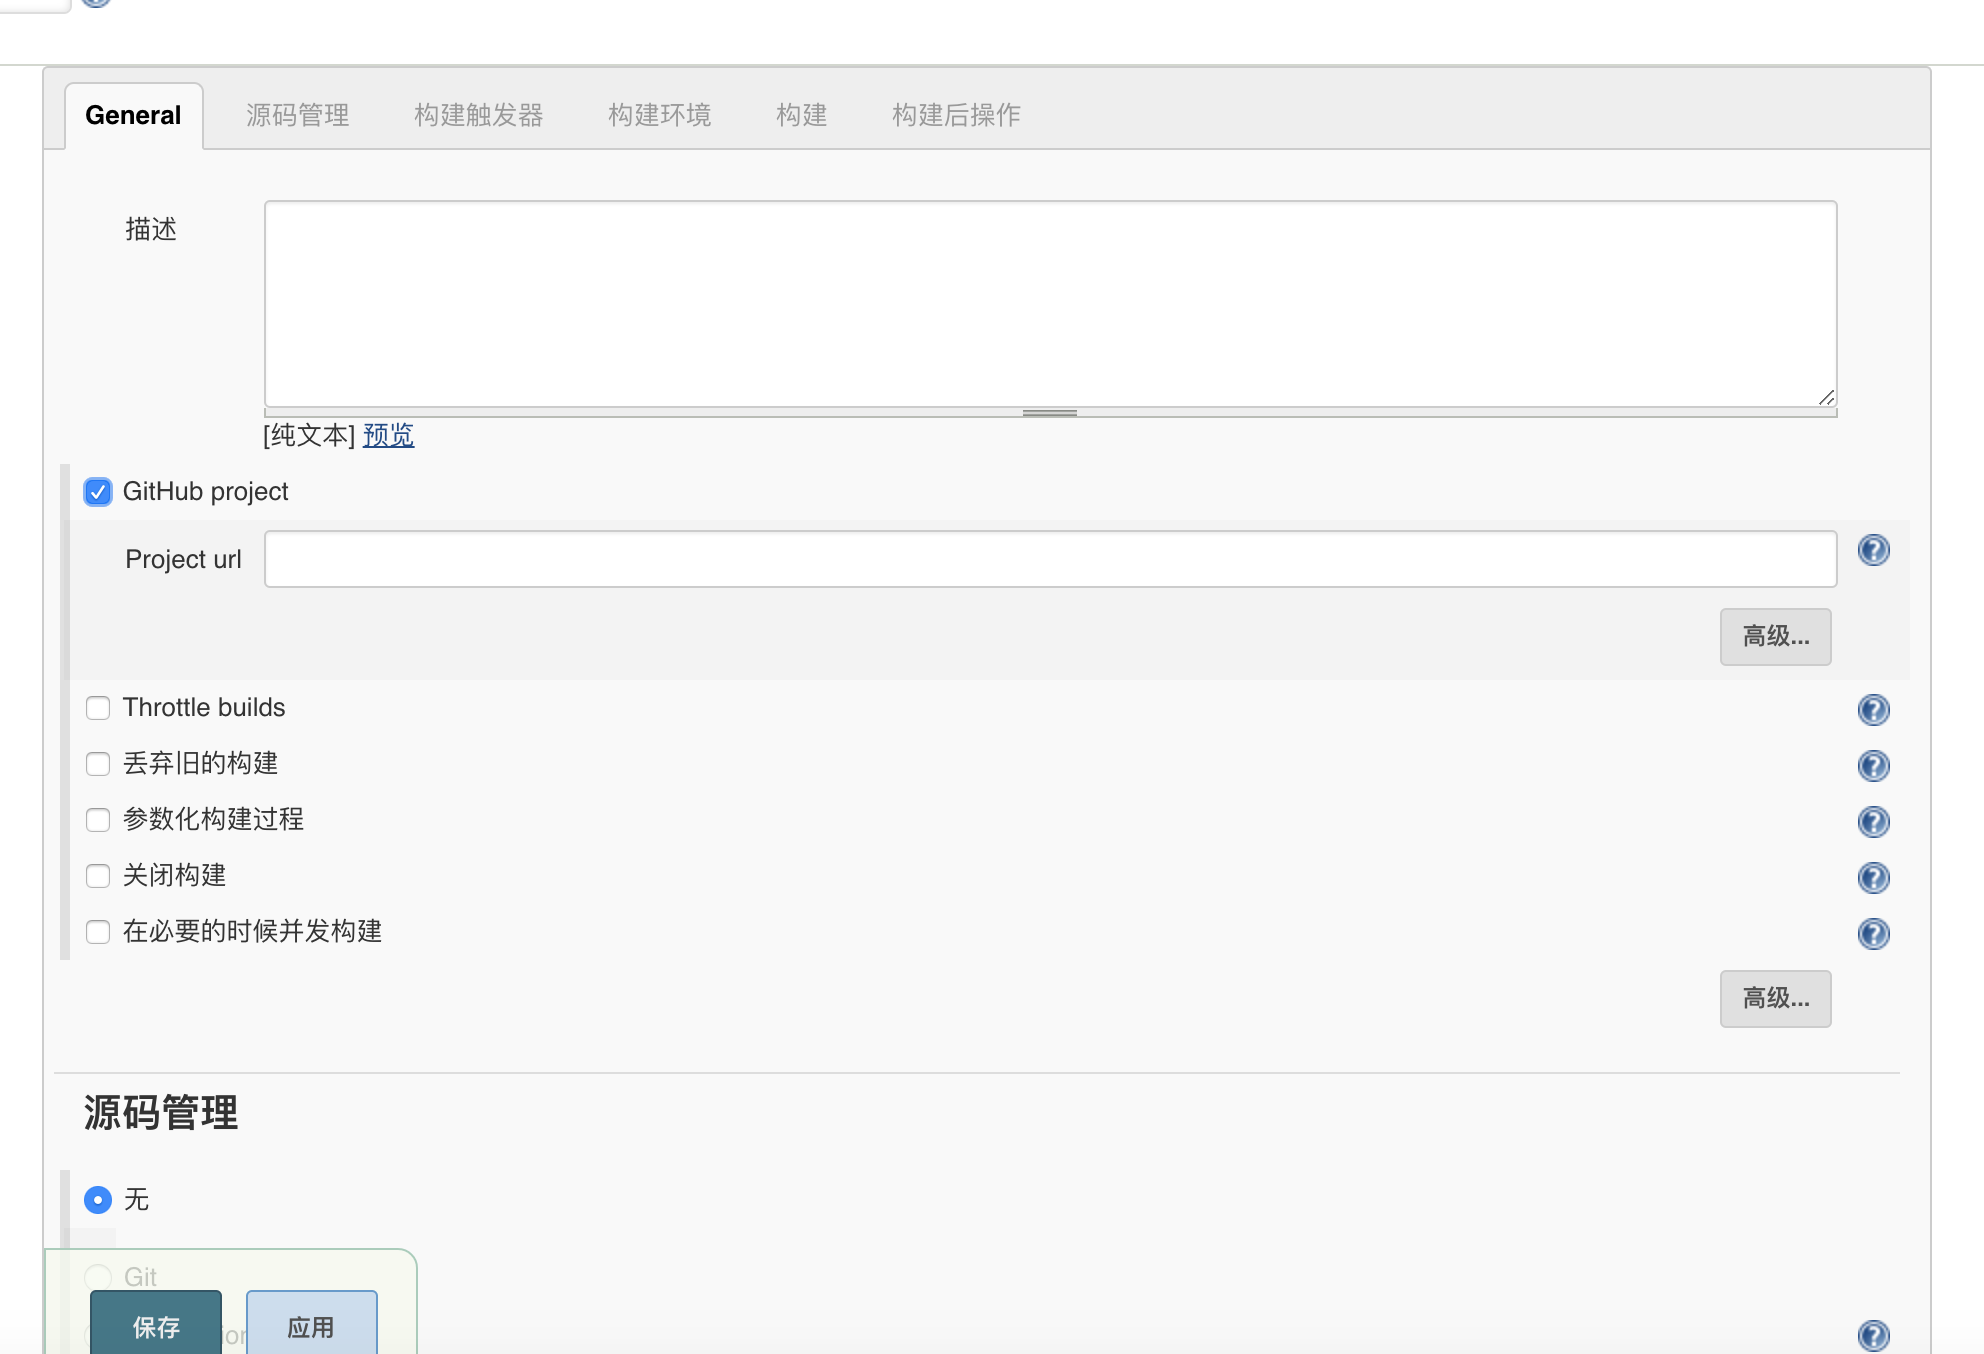 General 源码管理 构建触发器 构建环境 构建 构建后操作
描述
[纯文本] 预览
GitHub project
Project url
高级...
Throttle builds
丢弃旧的构建
参数化构建过程
关闭构建
在必要的时候并发构建
高级...
源码管理
无
Git
保存 应用